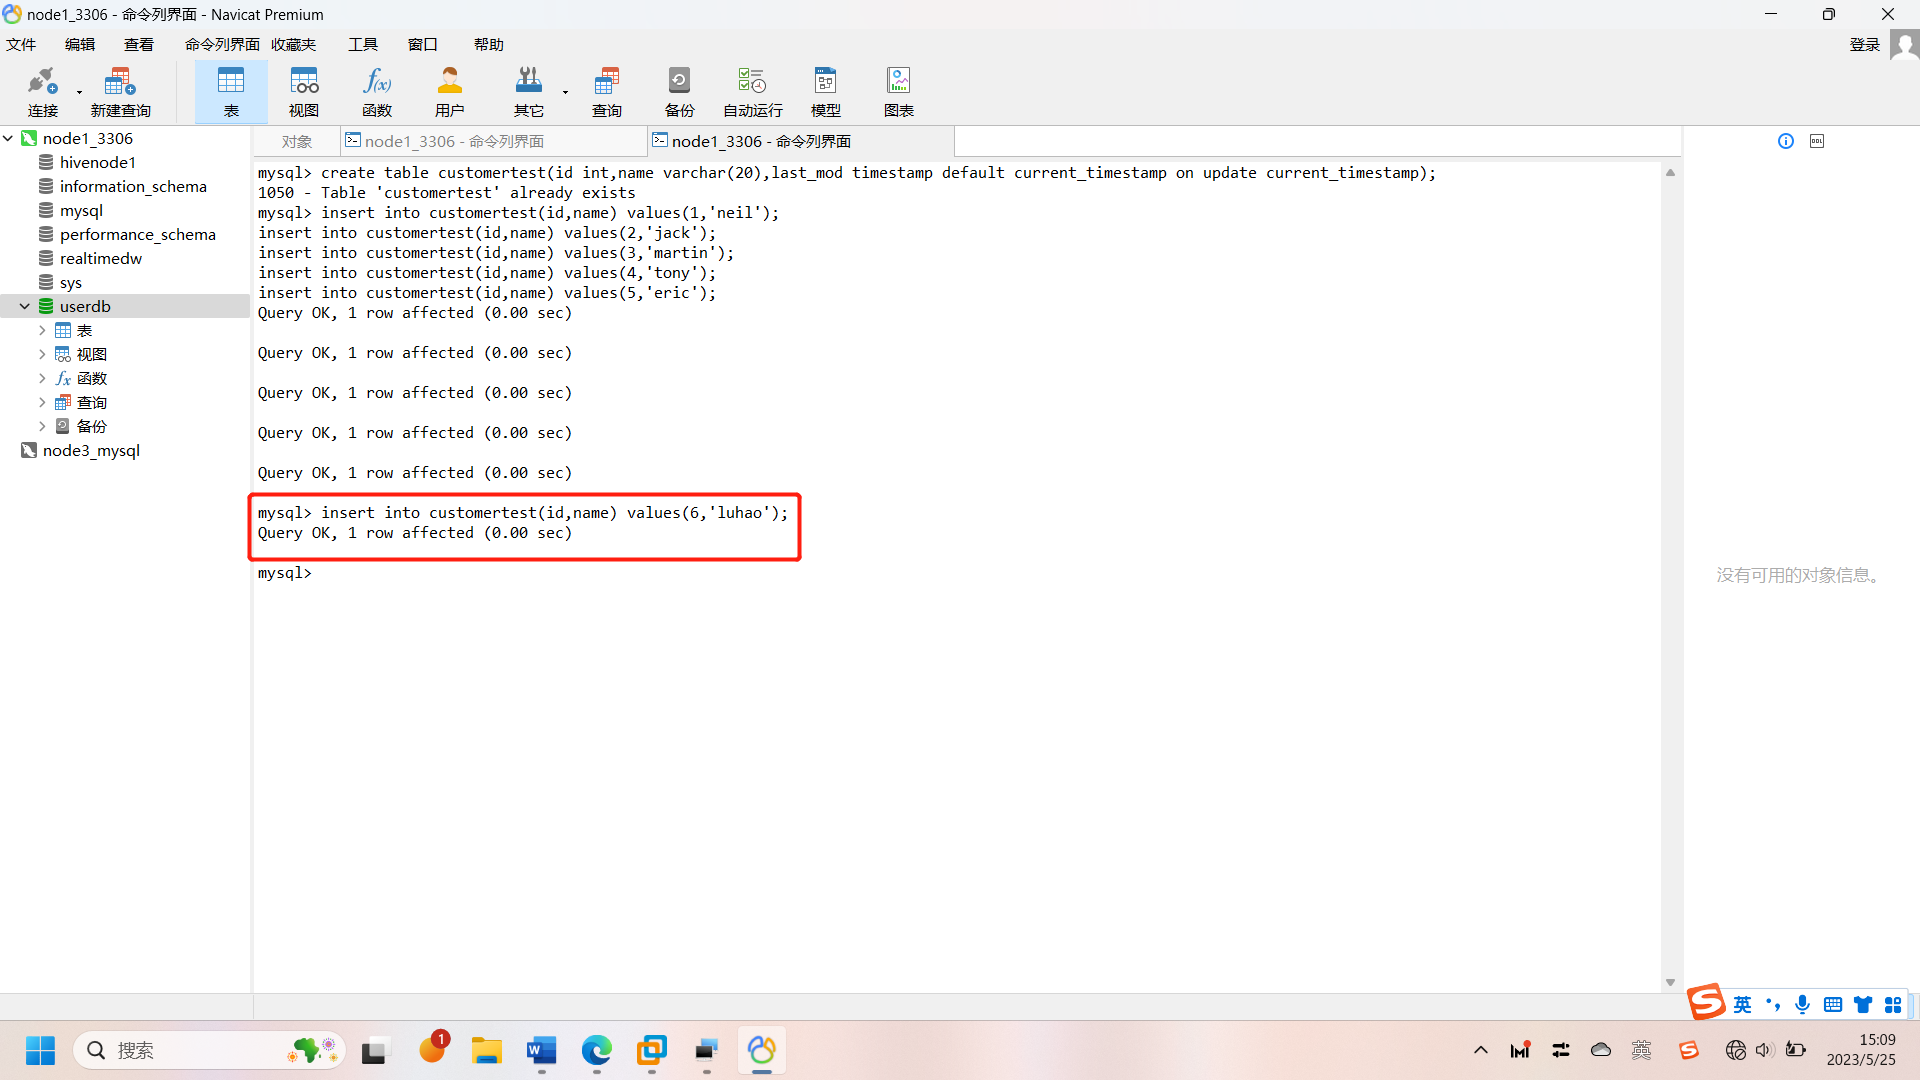 node1_3306 - 命令列界面 - Navicat Premium
文件 编辑 查看 命令列界面 收藏夹 工具 窗口 帮助 登录
连接 新建查询 表 视图 函数 用户 其它 查询 备份 自动运行 模型 图表
node1_3306
hivenode1
information_schema
mysql
performance_schema
realtimedw
sys
userdb
表
视图
函数
查询
备份
node3_mysql
对象 node1_3306 - 命令列界面 node1_3306 - 命令列界面
mysql> create table customertest(id int,name varchar(20),last_mod timestamp default current_timestamp on update current_timestamp);
1050 - Table 'customertest' already exists
mysql> insert into customertest(id,name) values(1,'neil');
insert into customertest(id,name) values(2,'jack');
insert into customertest(id,name) values(3,'martin');
insert into customertest(id,name) values(4,'tony');
insert into customertest(id,name) values(5,'eric');
Query OK, 1 row affected (0.00 sec)
Query OK, 1 row affected (0.00 sec)
Query OK, 1 row affected (0.00 sec)
Query OK, 1 row affected (0.00 sec)
Query OK, 1 row affected (0.00 sec)
mysql> insert into customertest(id,name) values(6,'luhao');
Query OK, 1 row affected (0.00 sec)
mysql>
没有可用的对象信息。
英
搜索
1
英
15:09
2023/5/25